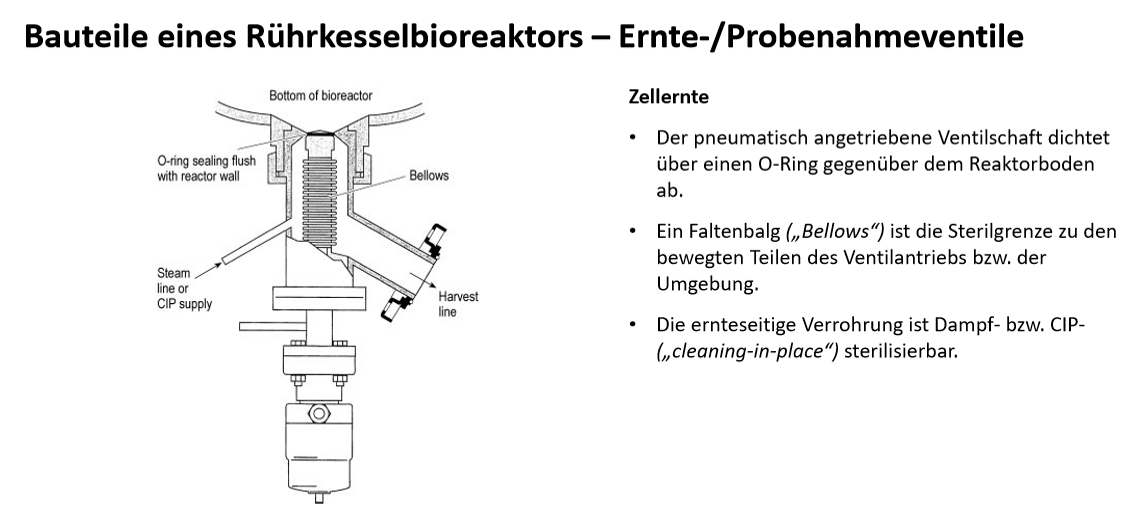 Bauteile eines Rührkesselbioreaktors – Ernte-/Probenahmeventile
Bottom of bioreactor
O-ring sealing flush
with reactor wall
Bellows
Steam
line or
CIP supply
Harvest
line
Zellernte
• Der pneumatisch angetriebene Ventilschaft dichtet
über einen O-Ring gegenüber dem Reaktorboden
ab.
• Ein Faltenbalg („Bellows“) ist die Sterilgrenze zu den
bewegten Teilen des Ventilantriebs bzw. der
Umgebung.
• Die ernteseitige Verrohrung ist Dampf- bzw. CIP-
(„cleaning-in-place“) sterilisierbar.